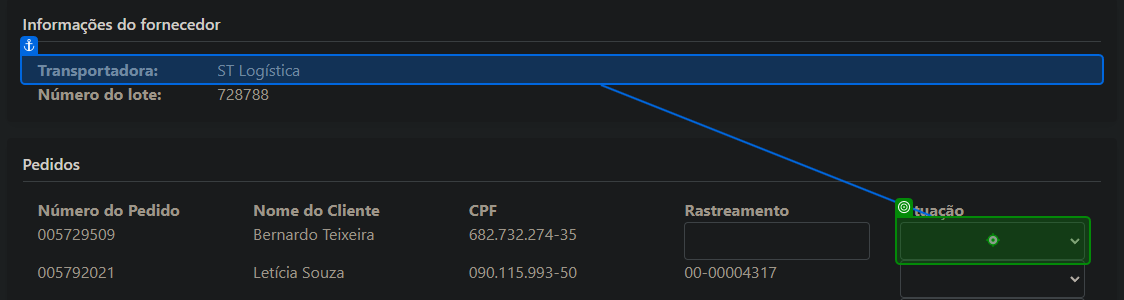 Informações do fornecedor
Transportadora: ST Logística
Número do lote: 728788
Pedidos
Número do Pedido Nome do Cliente CPF Rastreamento tuação
005729509 Bernardo Teixeira 682.732.274-35
005792021 Letícia Souza 090.115.993-50 00-00004317